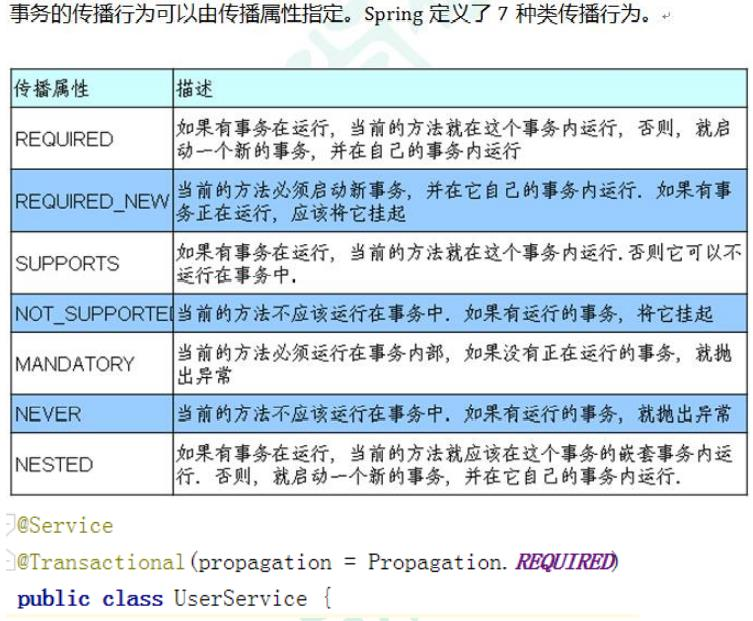 事务的传播行为可以由传播属性指定。Spring 定义了 7 种类传播行为。
传播属性 描述
REQUIRED 如果有事务在运行，当前的方法就在这个事务内运行，否则，就启
动一个新的事务，并在自己的事务内运行
REQUIRED_NEW 当前的方法必须启动新事务，并在它自己的事务内运行．如果有事
务正在运行，应该将它挂起
SUPPORTS 如果有事务在运行，当前的方法就在这个事务内运行．否则它可以不
运行在事务中．
NOT_SUPPORTE 当前的方法不应该运行在事务中．如果有运行的事务，将它挂起
MANDATORY 当前的方法必须运行在事务内部，如果没有正在运行的事务，就抛
出异常
NEVER 当前的方法不应该运行在事务中．如果有运行的事务，就抛出异常
NESTED 如果有事务在运行，当前的方法就应该在这个事务的嵌套事务内运
行．否则，就启动一个新的事务，并在它自己的事务内运行．
@Service
@Transactional(propagation = Propagation.REQUIRED)
public class UserService {